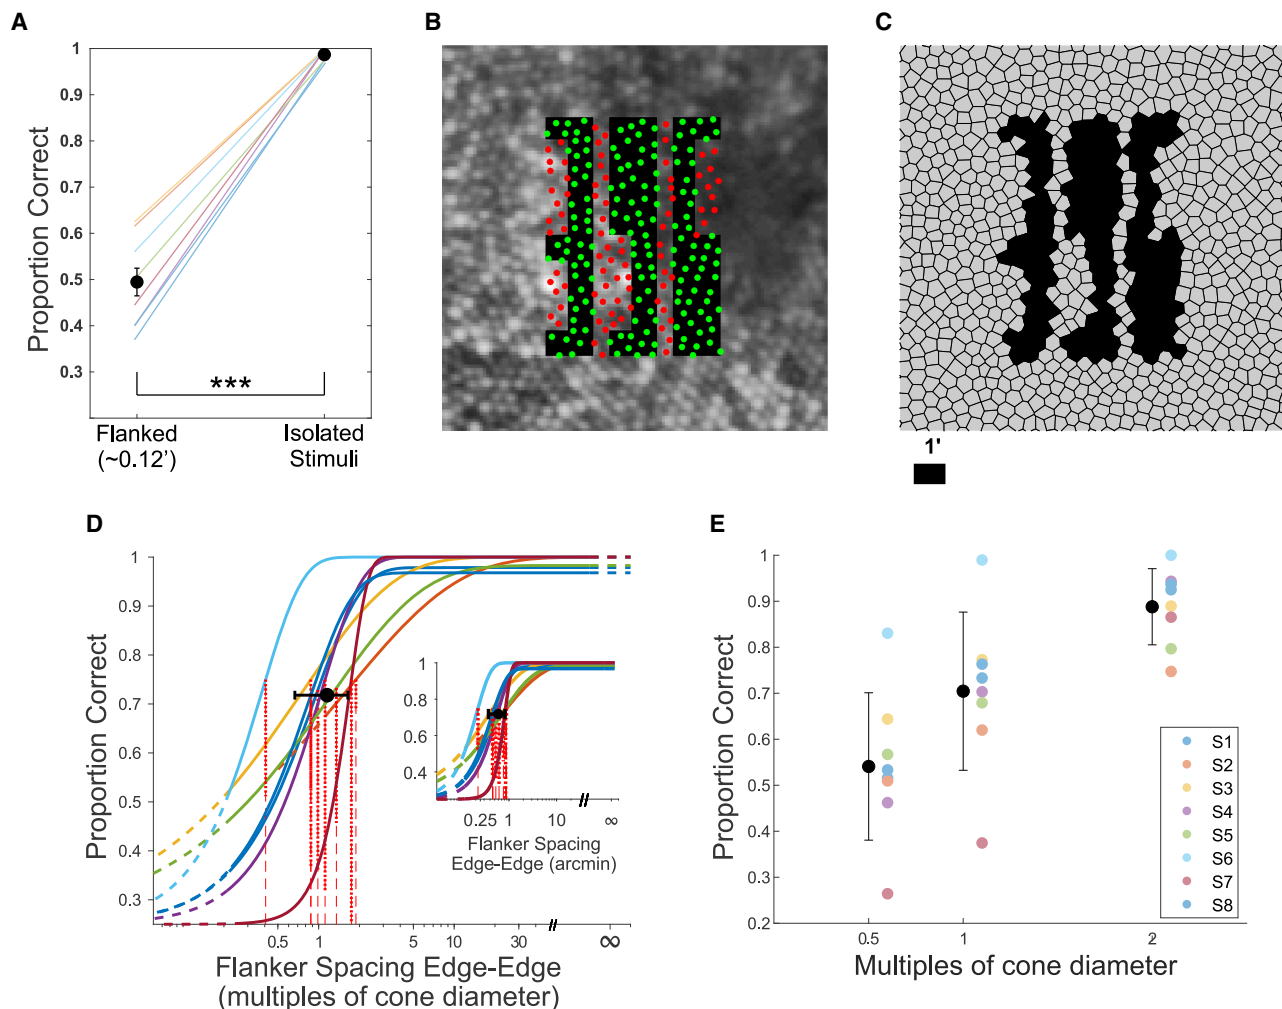 A
B
C
Proportion Correct
1
0.9
0.8
0.7
0.6
0.5
0.4
0.3
***
Flanked
(~0.12')
Isolated
Stimuli
1'
D
Proportion Correct
1
0.9
0.8
0.7
0.6
0.5
0.4
0.3
0.5 1 5 10 30 ∞
Flanker Spacing Edge-Edge
(multiples of cone diameter)
1
0.8
0.6
0.4
0.25 1 10 ∞
Flanker Spacing
Edge-Edge (arcmin)
E
Proportion Correct
1
0.9
0.8
0.7
0.6
0.5
0.4
0.3
0.2
0.5 1 2
Multiples of cone diameter
S1
S2
S3
S4
S5
S6
S7
S8